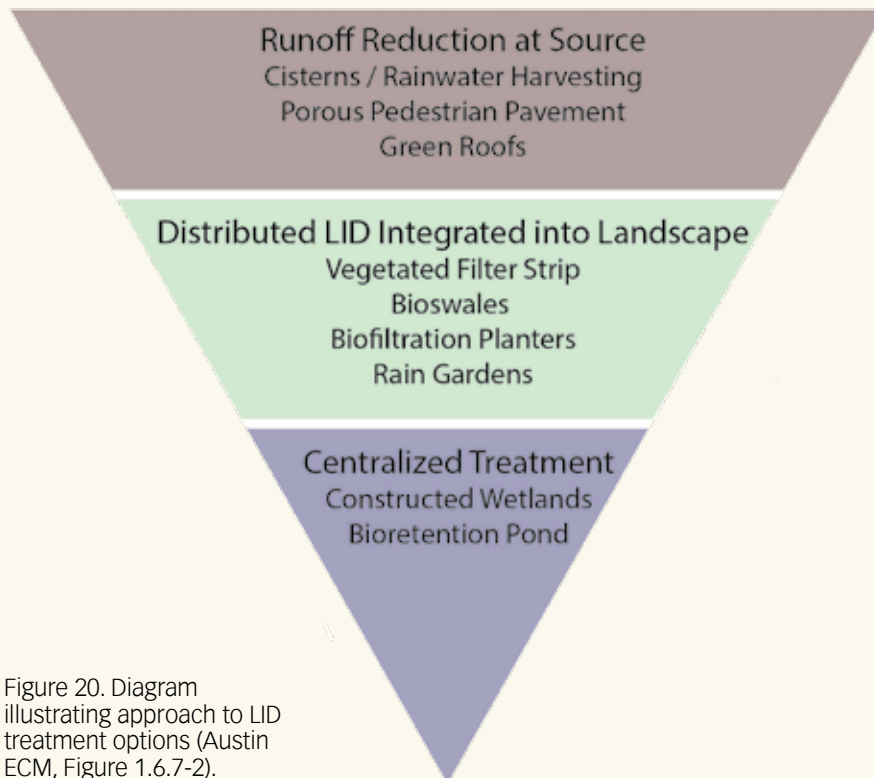 Runoff Reduction at Source
Cisterns / Rainwater Harvesting
Porous Pedestrian Pavement
Green Roofs
Distributed LID Integrated into Landscape
Vegetated Filter Strip
Bioswales
Biofiltration Planters
Rain Gardens
Centralized Treatment
Constructed Wetlands
Bioretention Pond
Figure 20. Diagram
illustrating approach to LID
treatment options (Austin
ECM, Figure 1.6.7-2).